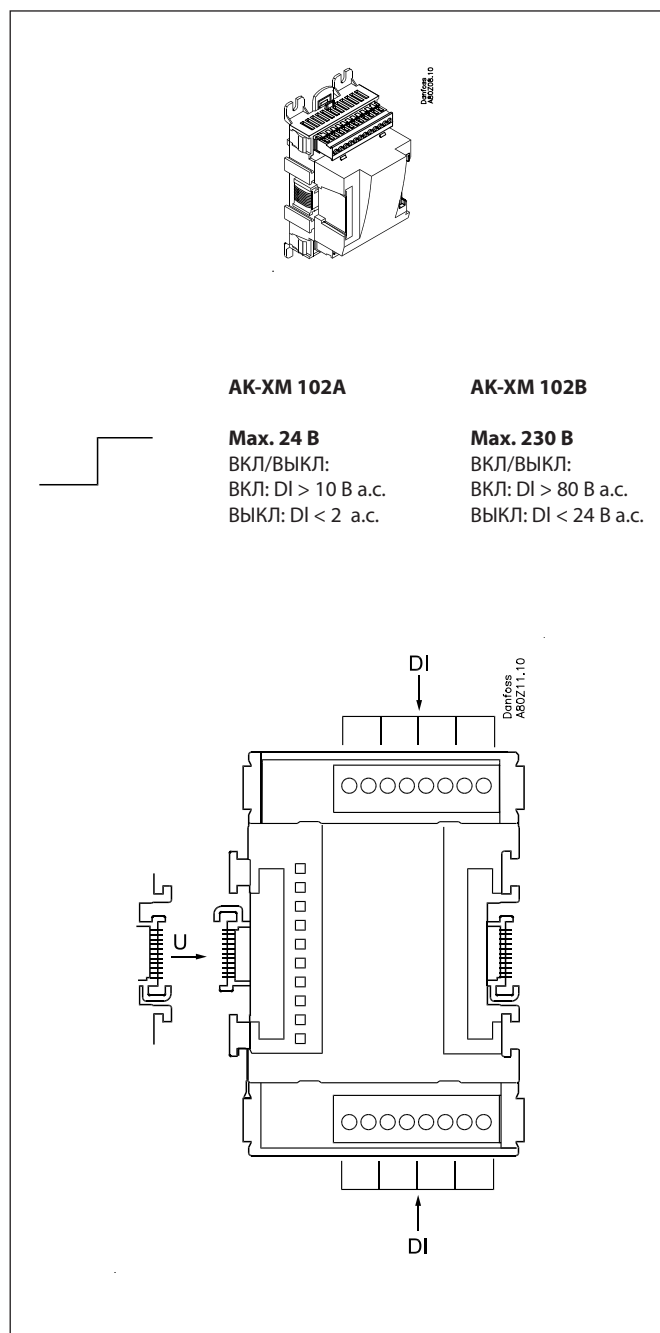 Danfoss
A80Z08.10
AK-XM 102A
Max. 24 В
ВКЛ/ВЫКЛ:
ВКЛ: DI > 10 В a.c.
ВЫКЛ: DI < 2 a.c.
AK-XM 102B
Max. 230 В
ВКЛ/ВЫКЛ:
ВКЛ: DI > 80 В a.c.
ВЫКЛ: DI < 24 В a.c.
DI
Danfoss
A80Z11.10
U
DI